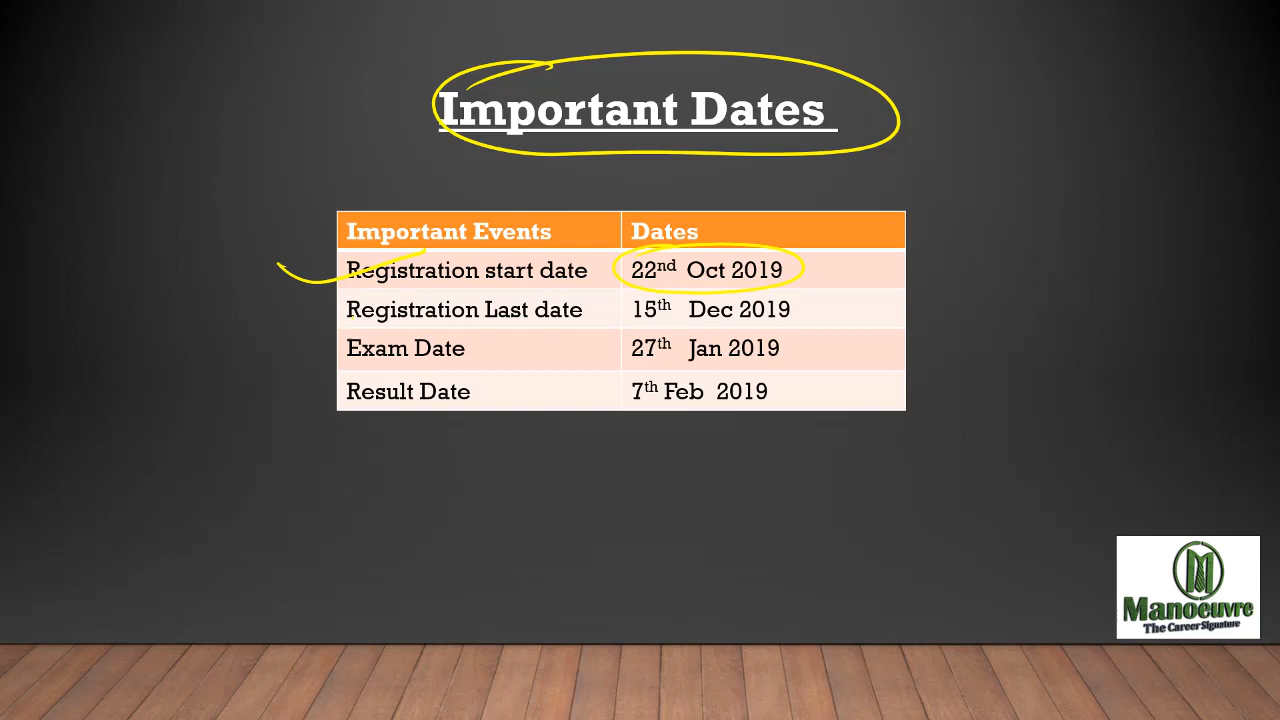 Important Dates
Important Events Dates
Registration start date 22nd Oct 2019
Registration Last date 15th Dec 2019
Exam Date 27th Jan 2019
Result Date 7th Feb 2019
Manoeuvre
The Career Signature